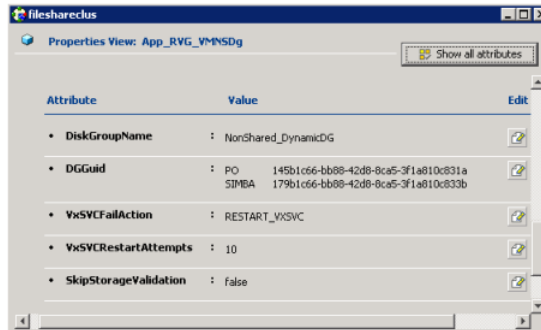 fileshareclus
Properties View: App_RVG_VMNSDg
Show all attributes
Attribute Value Edit
• DiskGroupName : NonShared_DynamicDG
• DGGuid : PO 145b1c66-bb88-42d8-8ca5-3f1a810c831a
SIMBA 179b1c66-bb88-42d8-8ca5-3f1a810c833b
• VxSVCFailAction : RESTART_VXSVC
• VxSVCRestartAttempts : 10
• SkipStorageValidation : false